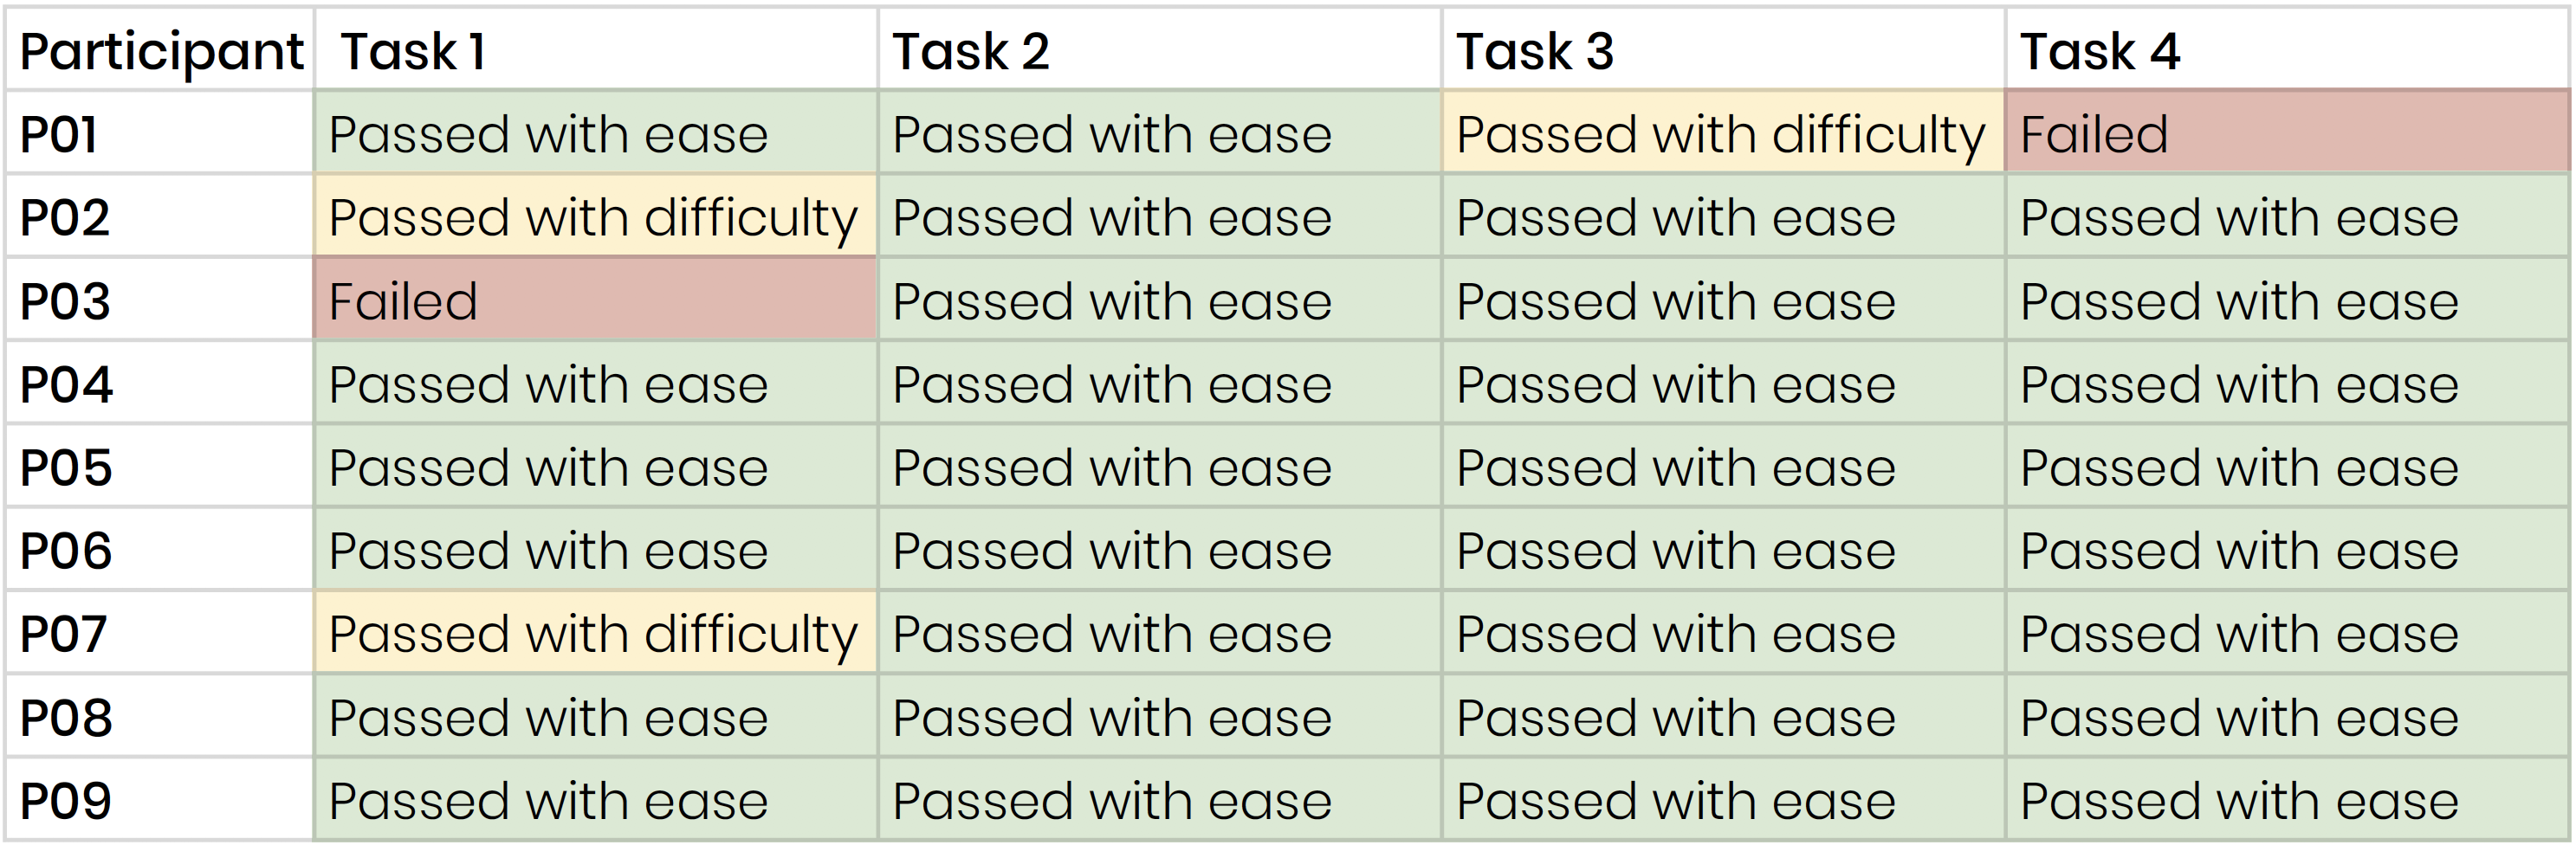 Participant Task 1 Task 2 Task 3 Task 4
P01 Passed with ease Passed with ease Passed with difficulty Failed
P02 Passed with difficulty Passed with ease Passed with ease Passed with ease
P03 Failed Passed with ease Passed with ease Passed with ease
P04 Passed with ease Passed with ease Passed with ease Passed with ease
P05 Passed with ease Passed with ease Passed with ease Passed with ease
P06 Passed with ease Passed with ease Passed with ease Passed with ease
P07 Passed with difficulty Passed with ease Passed with ease Passed with ease
P08 Passed with ease Passed with ease Passed with ease Passed with ease
P09 Passed with ease Passed with ease Passed with ease Passed with ease